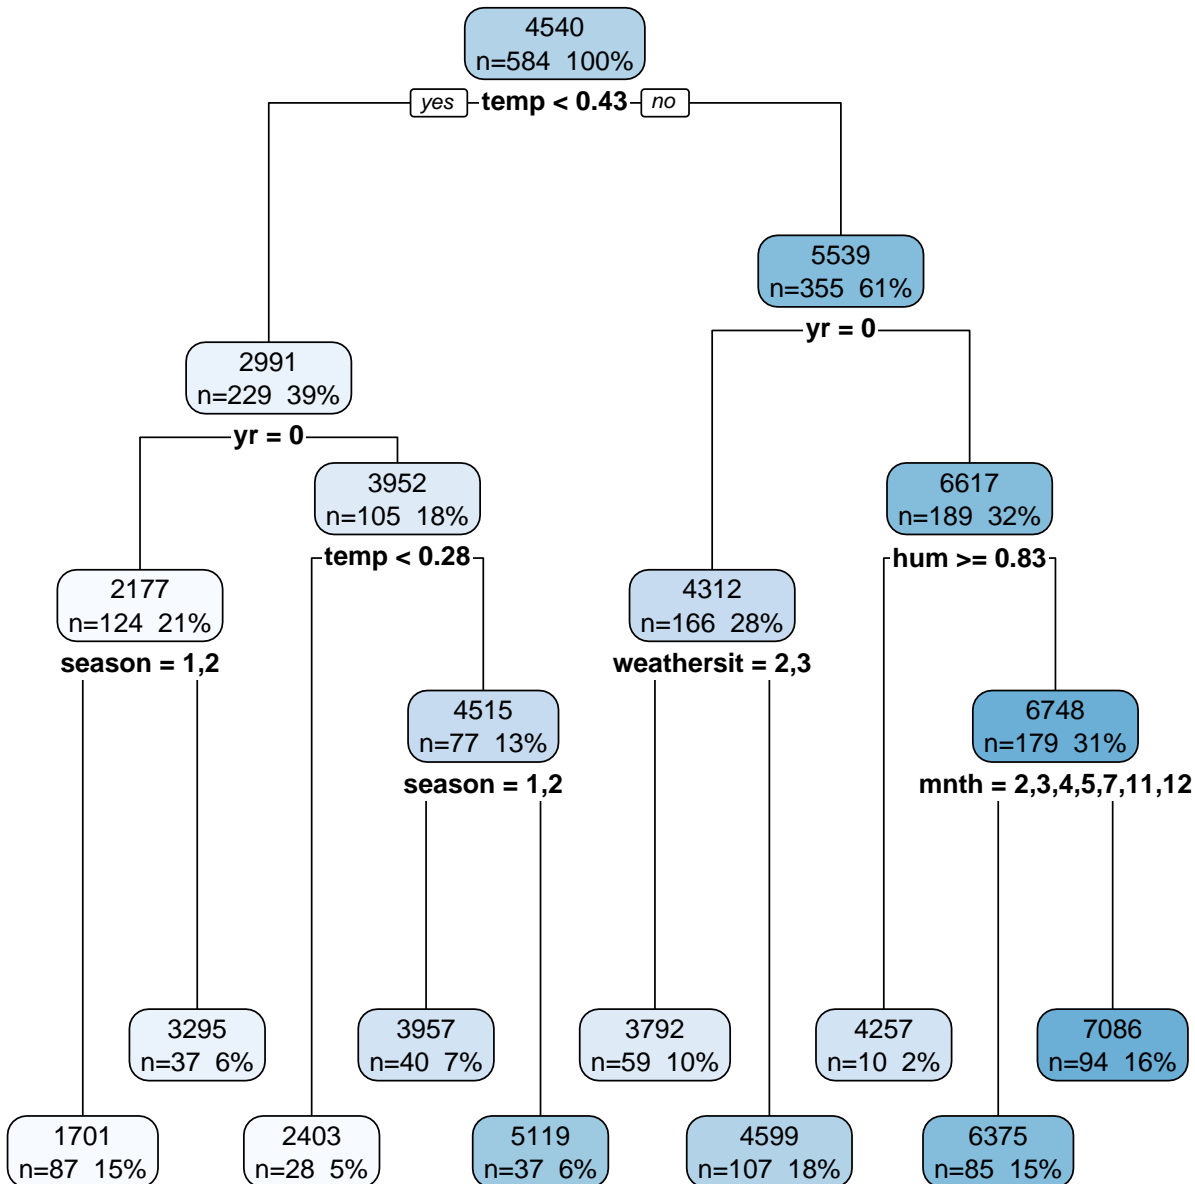 4540
n=584 100%
yes temp < 0.43 no
5539
n=355 61%
yr = 0
2991
n=229 39%
yr = 0
3952
n=105 18%
temp < 0.28
6617
n=189 32%
hum >= 0.83
2177
n=124 21%
season = 1,2
4312
n=166 28%
weathersit = 2,3
4515
n=77 13%
season = 1,2
6748
n=179 31%
mnth = 2,3,4,5,7,11,12
3295
n=37 6%
3957
n=40 7%
3792
n=59 10%
4257
n=10 2%
7086
n=94 16%
1701
n=87 15%
2403
n=28 5%
5119
n=37 6%
4599
n=107 18%
6375
n=85 15%